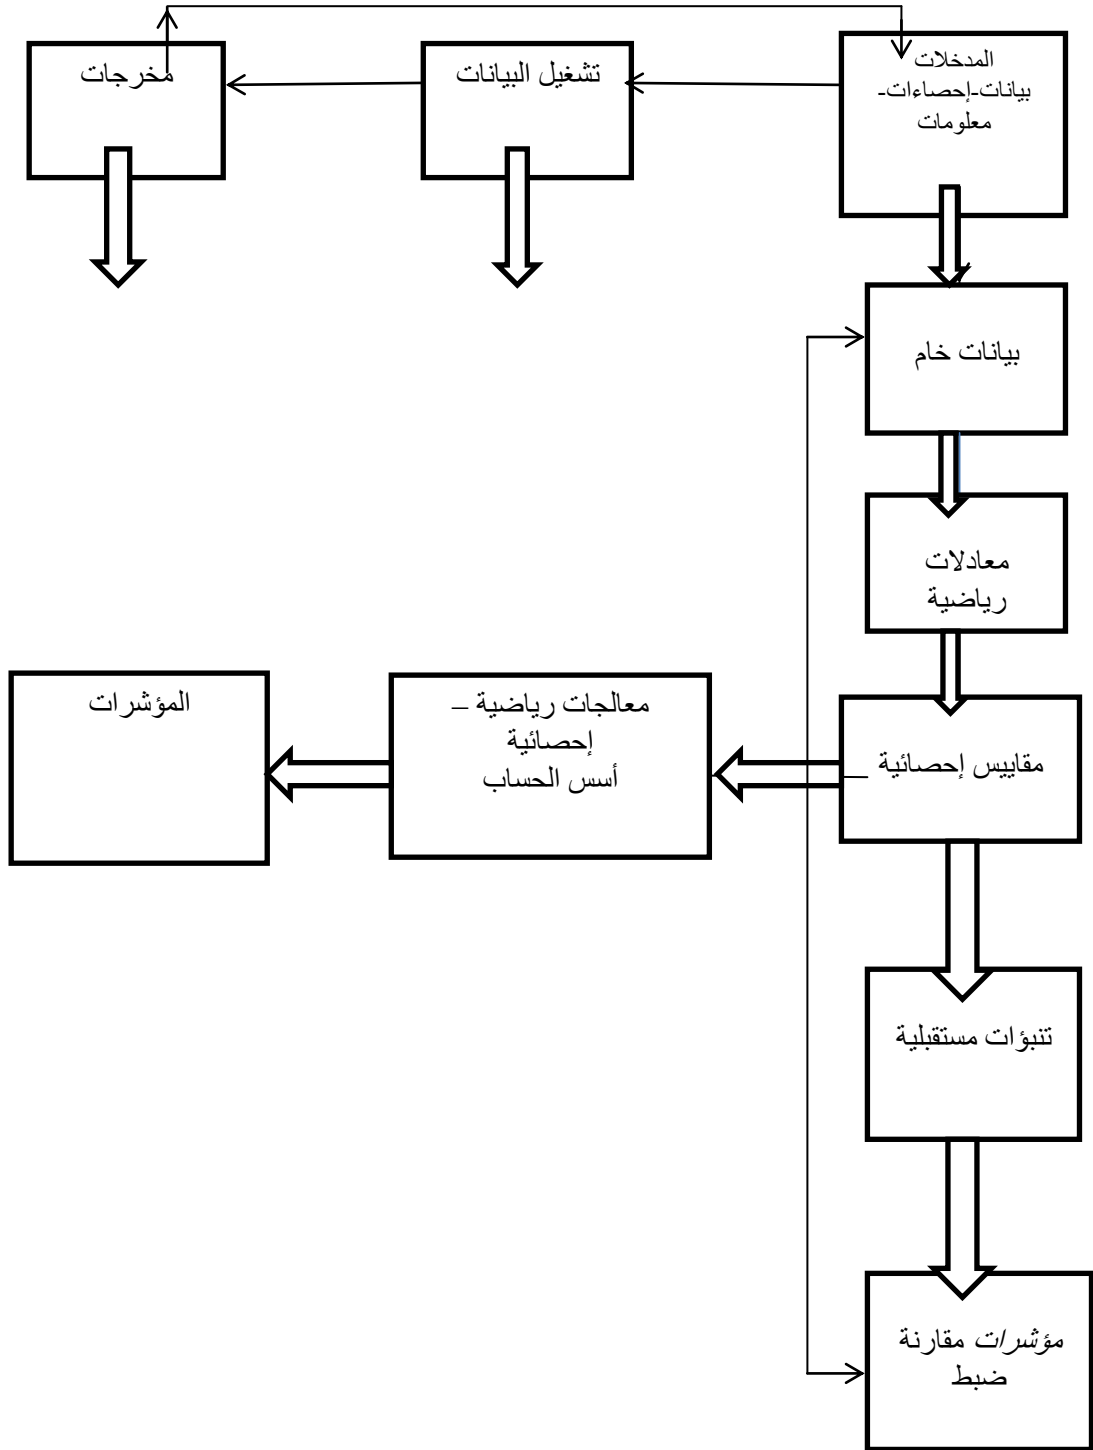 المدخلات
بيانات-إحصاءات-
معلومات
تشغيل البيانات
مخرجات
بيانات خام
معادلات
رياضية
مقاييس إحصائية
معالجات رياضية –
إحصائية
أسس الحساب
المؤشرات
تنبؤات مستقبلية
مؤشرات مقارنة
ضبط